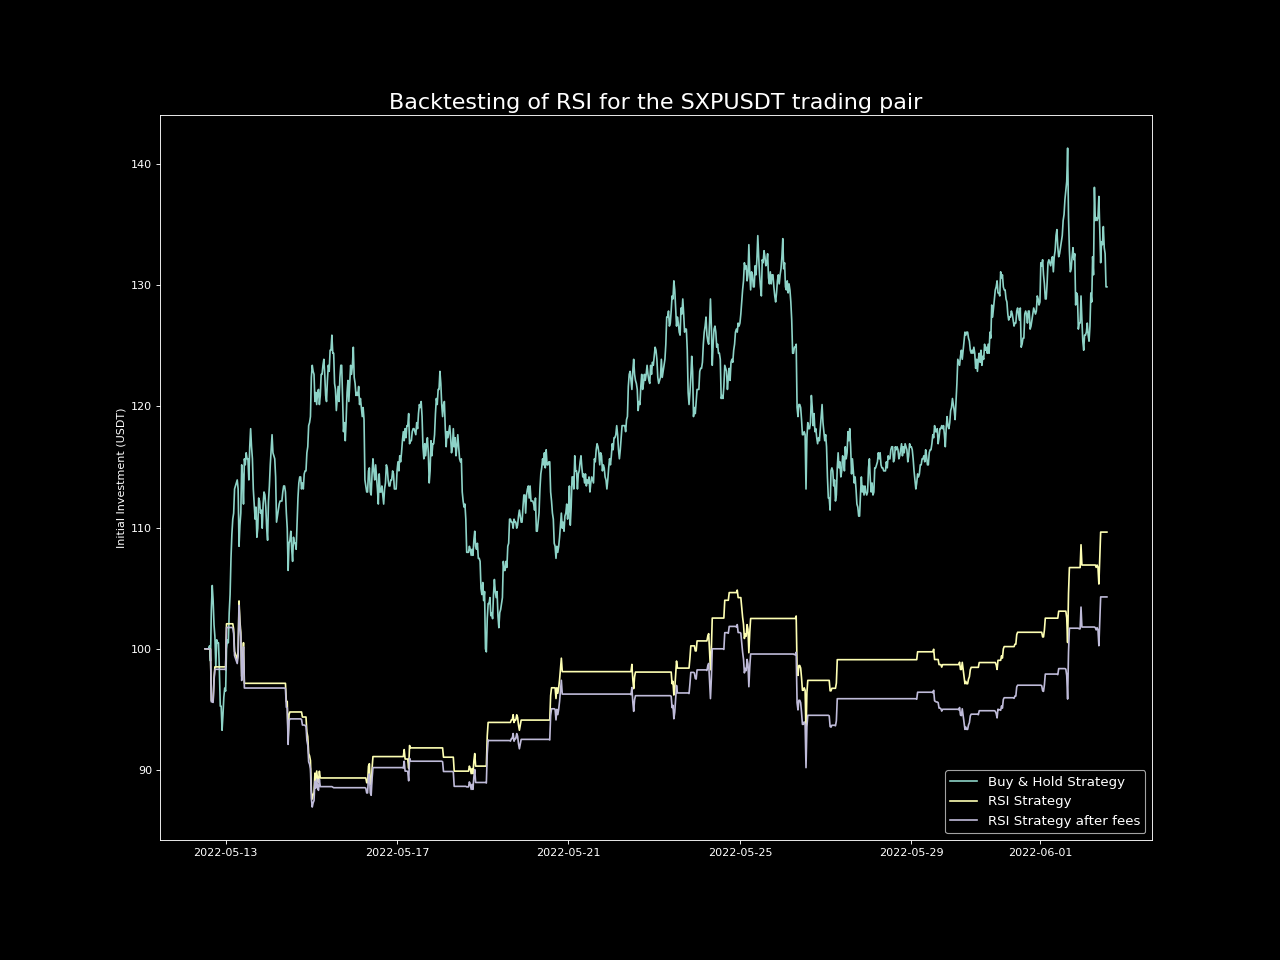 Backtesting of RSI for the SXPUSDT trading pair
Initial Investment (USDT)
140
130
120
110
100
90
2022-05-13
2022-05-17
2022-05-21
2022-05-25
2022-05-29
2022-06-01
Buy & Hold Strategy
RSI Strategy
RSI Strategy after fees